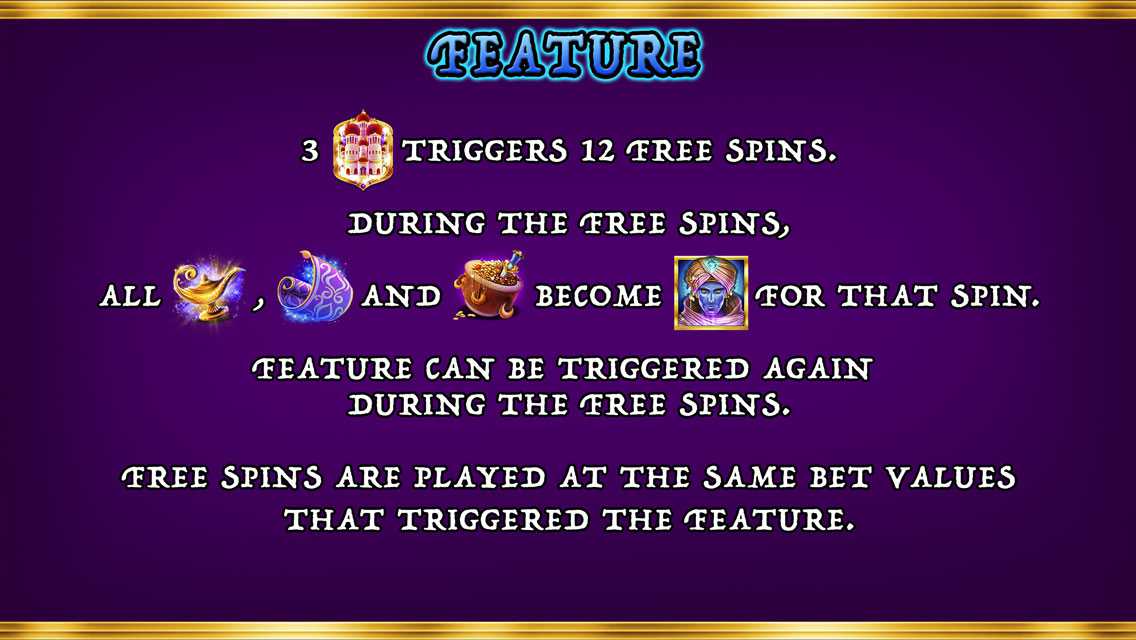 FEATURE
3 TRIGGERS 12 FREE SPINS.
DURING THE FREE SPINS,
ALL , AND BECOME FOR THAT SPIN.
FEATURE CAN BE TRIGGERED AGAIN
DURING THE FREE SPINS.
FREE SPINS ARE PLAYED AT THE SAME BET VALUES
THAT TRIGGERED THE FEATURE.